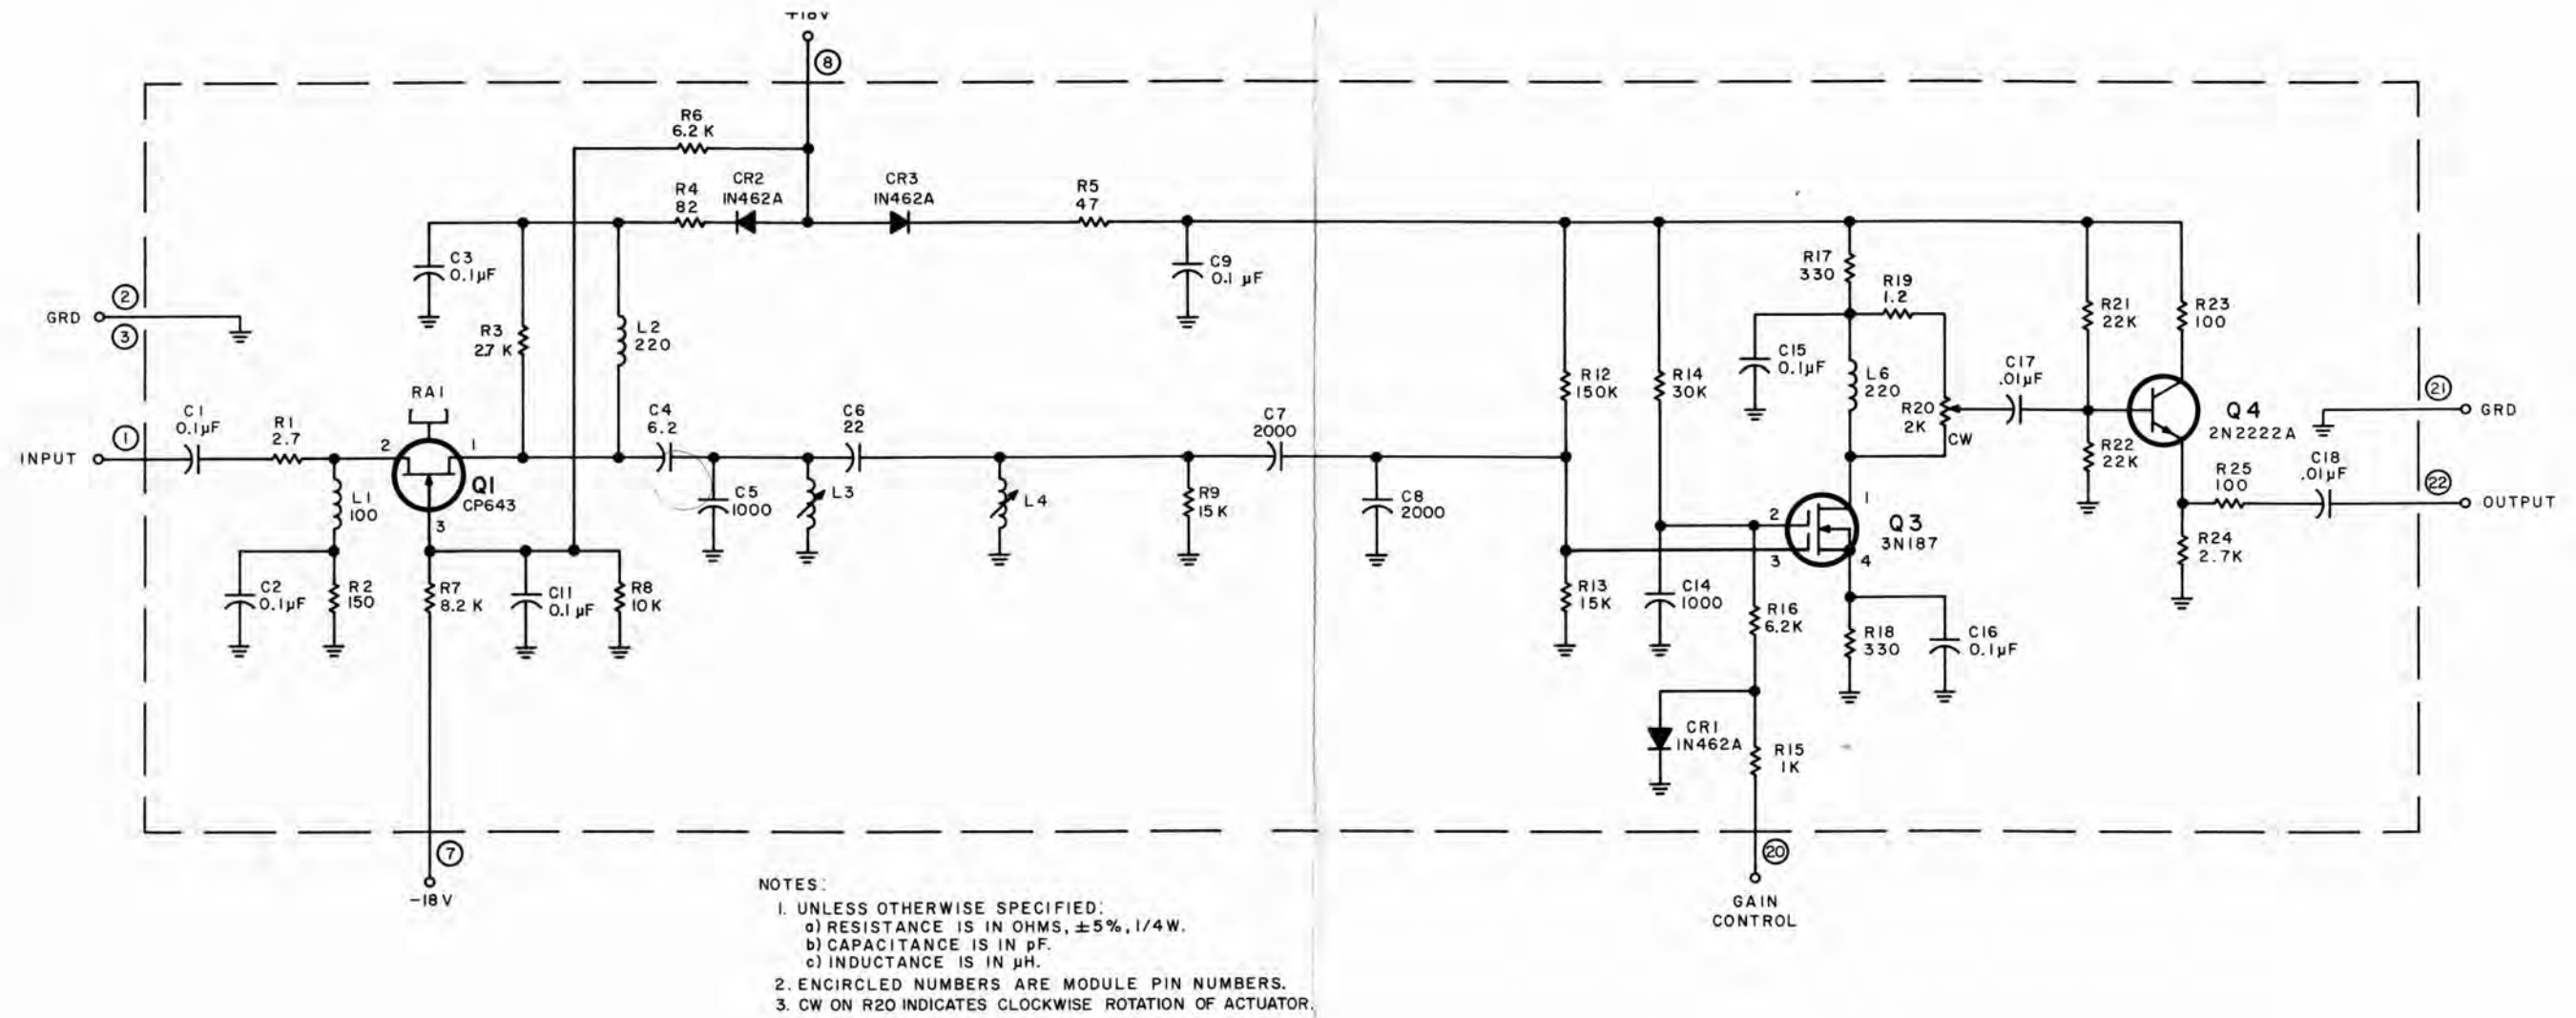 8
R6
6.2 K
CR2
IN462A
CR3
IN462A
R4
82
R5
47
C3
0.1µF
C9
0.1 µF
R17
330
R19
1.2
2
GRD
3
R3
2.7 K
L2
220
R21
22K
R23
100
C15
0.1µF
L6
220
C17
.01µF
R12
150K
R14
30K
RA1
C1
0.1µF
R1
2.7
C4
6.2
C6
22
C7
2000
R20
2K
CW
Q4
2N2222A
21
GRD
1
INPUT
2
1
Q1
CP643
3
L1
100
C5
1000
L3
L4
R9
15 K
C8
2000
R22
22K
R25
100
C18
.01µF
22
OUTPUT
2
1
Q3
3N187
3
4
R24
2.7K
C2
0.1µF
R2
150
R7
8.2 K
C11
0.1 µF
R8
10 K
R13
15K
C14
1000
R16
6.2K
R18
330
C16
0.1µF
CR1
IN462A
R15
1K
7
-18 V
20
GAIN
CONTROL
NOTES:
1. UNLESS OTHERWISE SPECIFIED:
a) RESISTANCE IS IN OHMS, ±5%, 1/4 W.
b) CAPACITANCE IS IN pF.
c) INDUCTANCE IS IN µH.
2. ENCIRCLED NUMBERS ARE MODULE PIN NUMBERS.
3. CW ON R20 INDICATES CLOCKWISE ROTATION OF ACTUATOR.